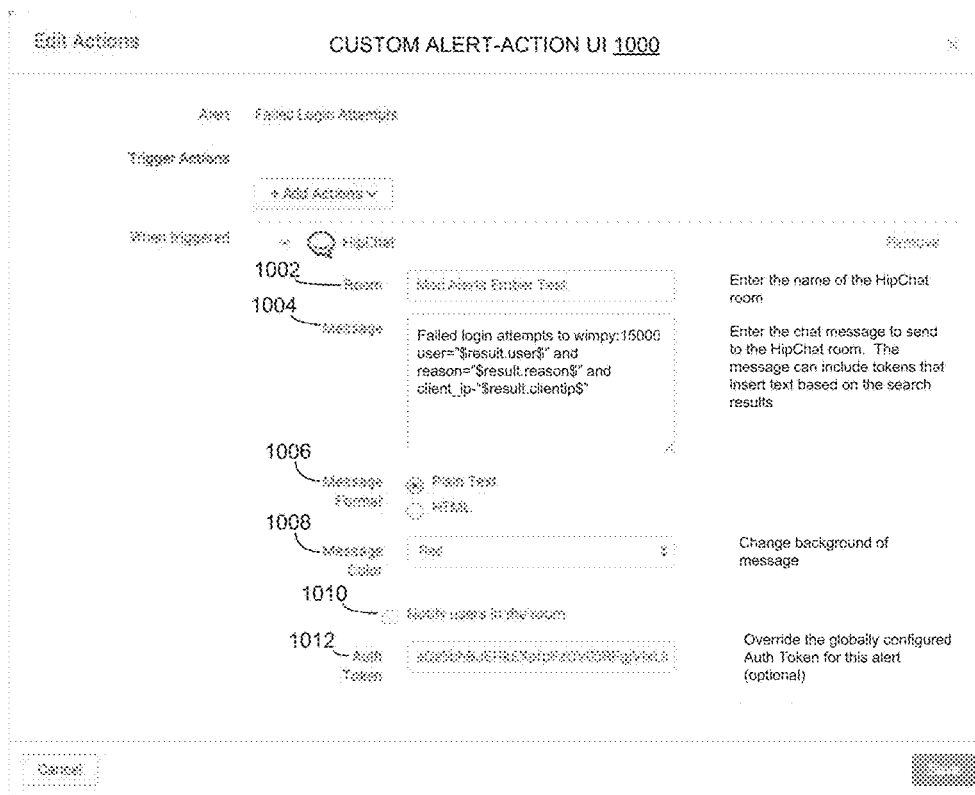 Edit Actions
CUSTOM ALERT-ACTION UI 1000
Alert
Failed Login Attempts
Trigger Actions
+ Add Actions
When triggered
HipChat
Remove
1002
Room
Mod Alerts Ember Test
Enter the name of the HipChat
room
1004
Message
Failed login attempts to wimpy:15000
user="$result.user$" and
reason="$result.reason$" and
client_ip-"$result.clientip$"
Enter the chat message to send
to the HipChat room. The
message can include tokens that
insert text based on the search
results
1006
Message
Format
Plain Text
HTML
1008
Message
Color
Red
Change background of
message
1010
Notify users in the room
1012
Auth
Token
Override the globally configured
Auth Token for this alert
(optional)
Cancel